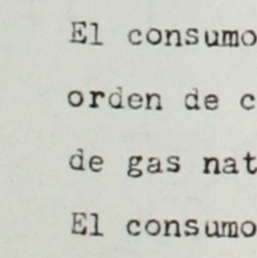 El consumo
orden de c
de gas nat
El consumo